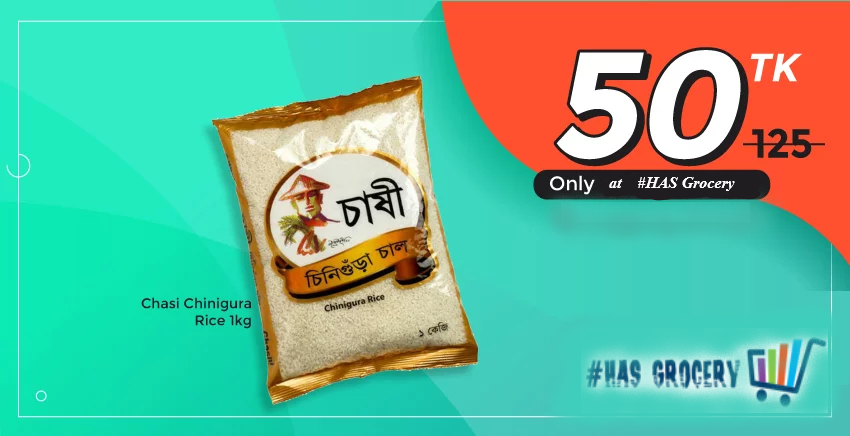 50 TK
125
Only at #HAS Grocery
চাষী
চিনিগুঁড়া চাল
Chinigura Rice
১ কেজি
Chasi Chinigura
Rice 1kg
#HAS GROCERY